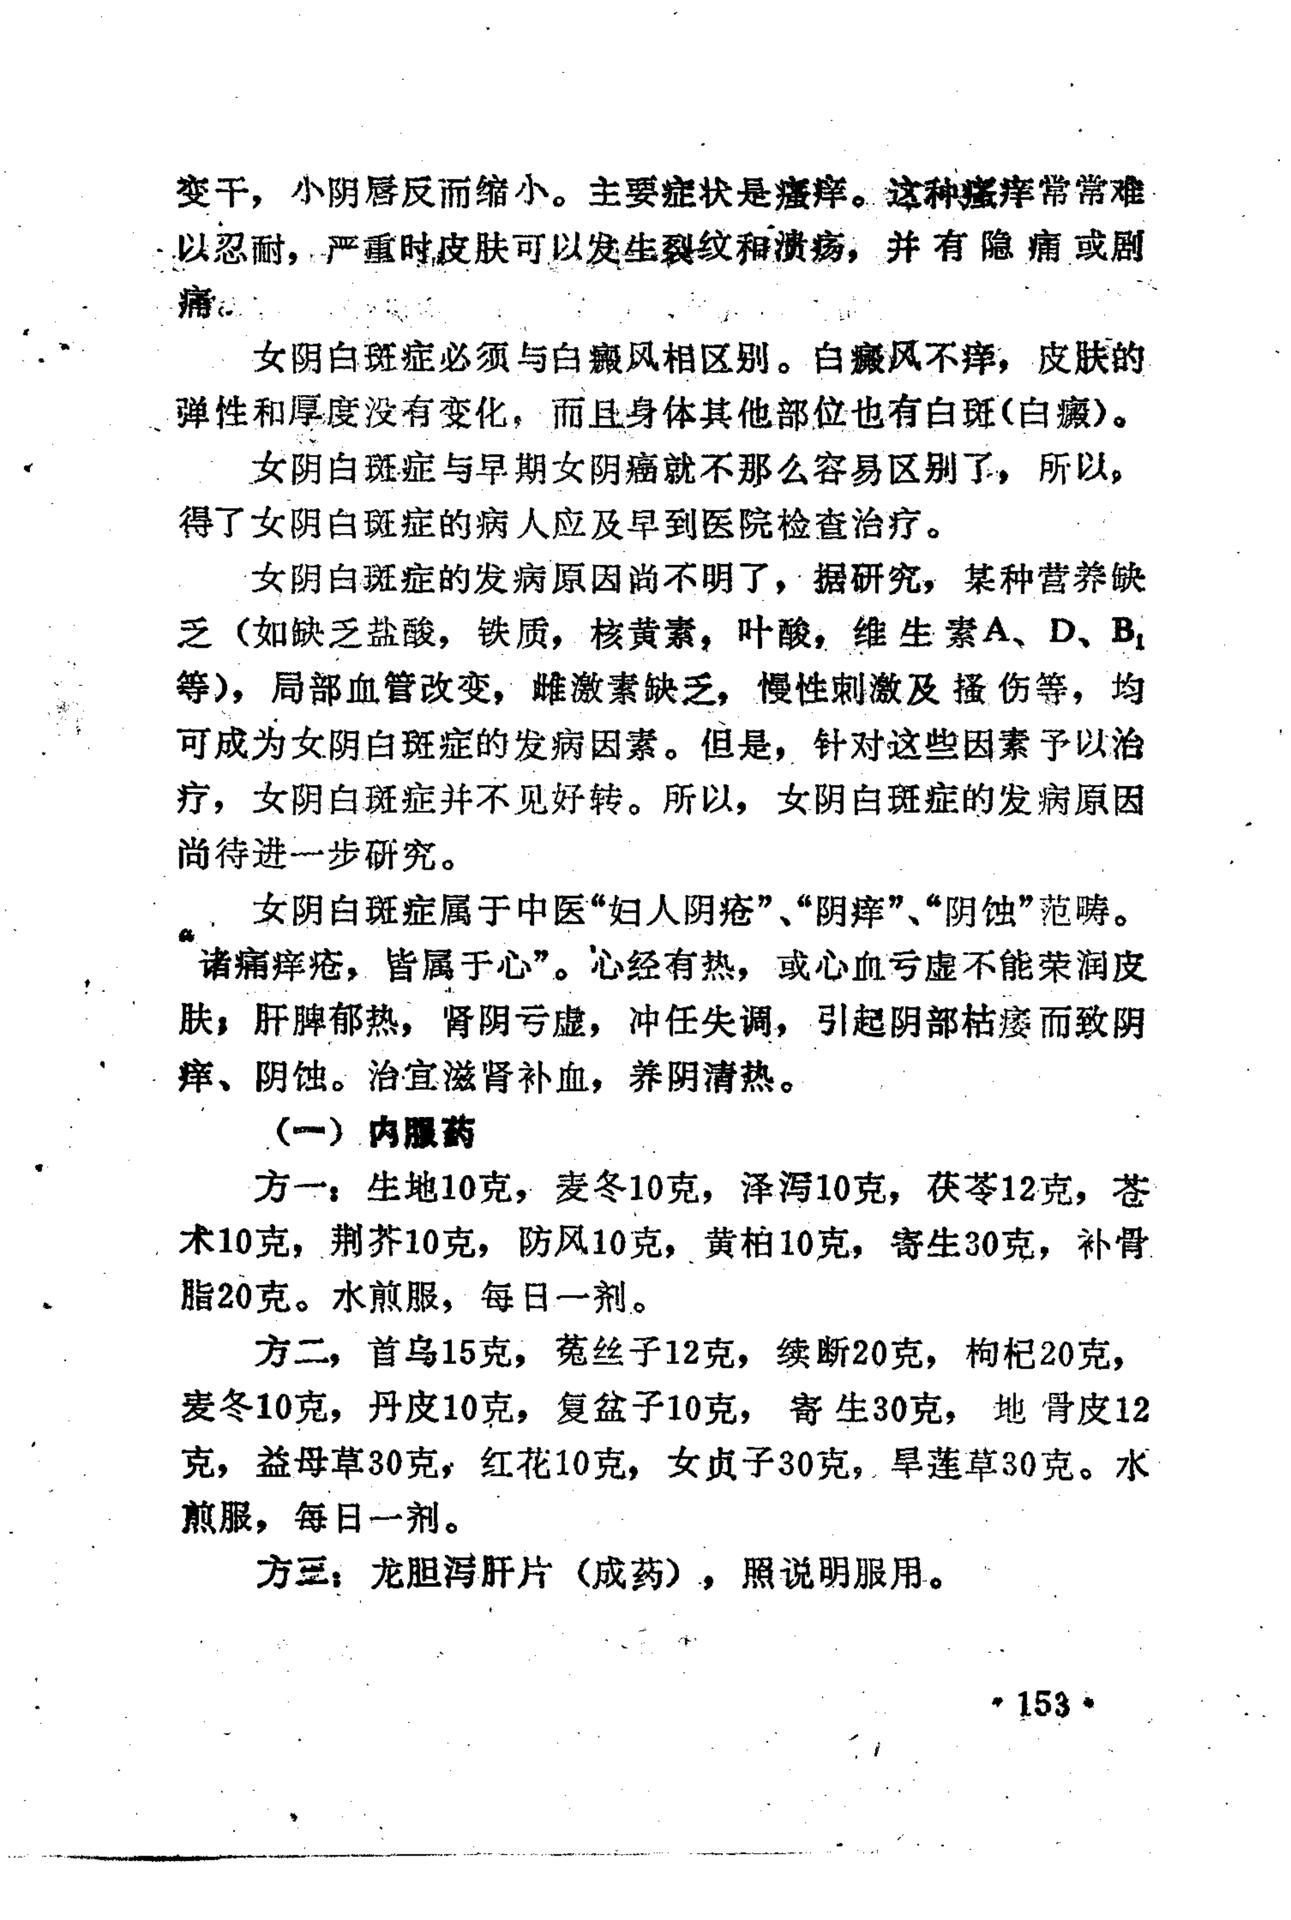 变干，小阴唇反而缩小。主要症状是瘙痒。这种瘙痒常常难
以忍耐，严重时皮肤可以发生裂纹和溃疡，并有隐痛或剧
痛。
女阴白斑症必须与白癜风相区别。白癜风不痒，皮肤的
弹性和厚度没有变化，而且身体其他部位也有白斑（白癜）。
女阴白斑症与早期女阴癌就不那么容易区别了，所以，
得了女阴白斑症的病人应及早到医院检查治疗。
女阴白斑症的发病原因尚不明了，据研究，某种营养缺
乏（如缺乏盐酸，铁质，核黄素，叶酸，维生素A、D、B₁
等），局部血管改变，雌激素缺乏，慢性刺激及搔伤等，均
可成为女阴白斑症的发病因素。但是，针对这些因素予以治
疗，女阴白斑症并不见好转。所以，女阴白斑症的发病原因
尚待进一步研究。
女阴白斑症属于中医“妇人阴疮”、“阴痒”、“阴蚀”范畴。
“诸痛痒疮，皆属于心”。心经有热，或心血亏虚不能荣润皮
肤；肝脾郁热，肾阴亏虚，冲任失调，引起阴部枯痿而致阴
痒、阴蚀。治宜滋肾补血，养阴清热。
（一）内服药
方一：生地10克，麦冬10克，泽泻10克，茯苓12克，苍
术10克，荆芥10克，防风10克，黄柏10克，寄生30克，补骨
脂20克。水煎服，每日一剂。
方二，首乌15克，菟丝子12克，续断20克，枸杞20克，
麦冬10克，丹皮10克，复盆子10克，寄生30克，地骨皮12
克，益母草30克，红花10克，女贞子30克，旱莲草30克。水
煎服，每日一剂。
方三：龙胆泻肝片（成药），照说明服用。
·153·